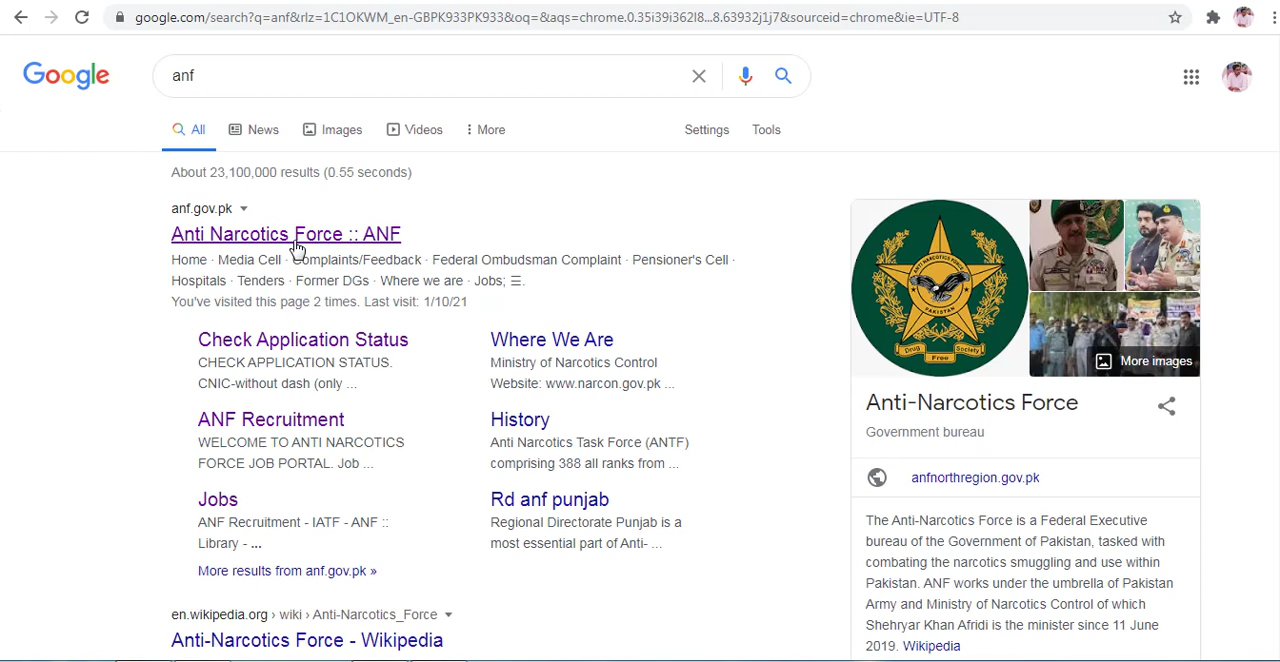 google.com/search?q=anf&rlz=1C1OKWM_en-GBPK933PK933&oq=&aqs=chrome.0.35i39i362l8...8.63932j1j7&sourceid=chrome&ie=UTF-8
Google
anf
All
News
Images
Videos
More
Settings
Tools
About 23,100,000 results (0.55 seconds)
anf.gov.pk
Anti Narcotics Force :: ANF
Home · Media Cell · Complaints/Feedback · Federal Ombudsman Complaint · Pensioner's Cell ·
Hospitals · Tenders · Former DGs · Where we are · Jobs; ☰.
You've visited this page 2 times. Last visit: 1/10/21
Check Application Status
CHECK APPLICATION STATUS.
CNIC-without dash (only ...
Where We Are
Ministry of Narcotics Control
Website: www.narcon.gov.pk ...
ANF Recruitment
WELCOME TO ANTI NARCOTICS
FORCE JOB PORTAL. Job ...
History
Anti Narcotics Task Force (ANTF)
comprising 388 all ranks from ...
Jobs
ANF Recruitment - IATF - ANF ::
Library - ...
Rd anf punjab
Regional Directorate Punjab is a
most essential part of Anti- ...
More results from anf.gov.pk »
en.wikipedia.org › wiki › Anti-Narcotics_Force
Anti-Narcotics Force - Wikipedia
ANTI NARCOTICS FORCE
PAKISTAN
Drug Free Society
More images
Anti-Narcotics Force
Government bureau
anfnorthregion.gov.pk
The Anti-Narcotics Force is a Federal Executive
bureau of the Government of Pakistan, tasked with
combating the narcotics smuggling and use within
Pakistan. ANF works under the umbrella of Pakistan
Army and Ministry of Narcotics Control of which
Shehryar Khan Afridi is the minister since 11 June
2019. Wikipedia